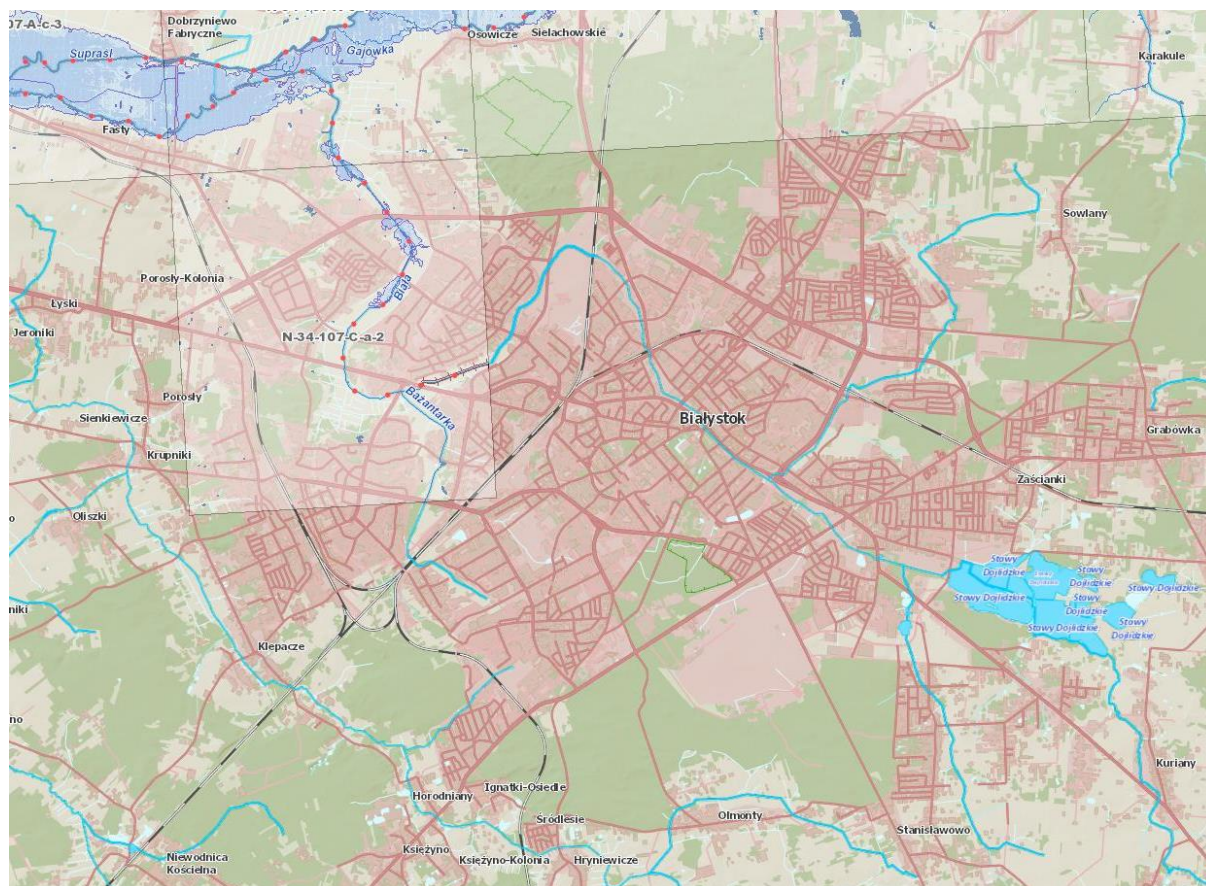 07-A-c-3
Dobrzyniewo
Fabryczne
Supraśl
Gajówka
Osowicze
Sielachowskie
Karakule
Fasty
Sowlany
Porosły-Kolonia
Biała
Łyski
N-34-107-C-a-2
Jeroniki
Bażantarka
Porosły
Sienkiewicze
Białystok
Grabówka
Krupniki
Zaścianki
Oliszki
Stawy
Dojlidzkie
Stawy
Dojlidzkie
Stawy Dojlidzkie
Stawy Dojlidzkie
Stawy
Dojlidzkie
Stawy
Dojlidzkie
Stawy Dojlidzkie
niki
Klepacze
no
Kuriany
Horodniany
Ignatki-Osiedle
Śródlesie
Olmonty
Stanisławowo
Księżyno
Niewodnica
Kościelna
Księżyno-Kolonia
Hryniewicze